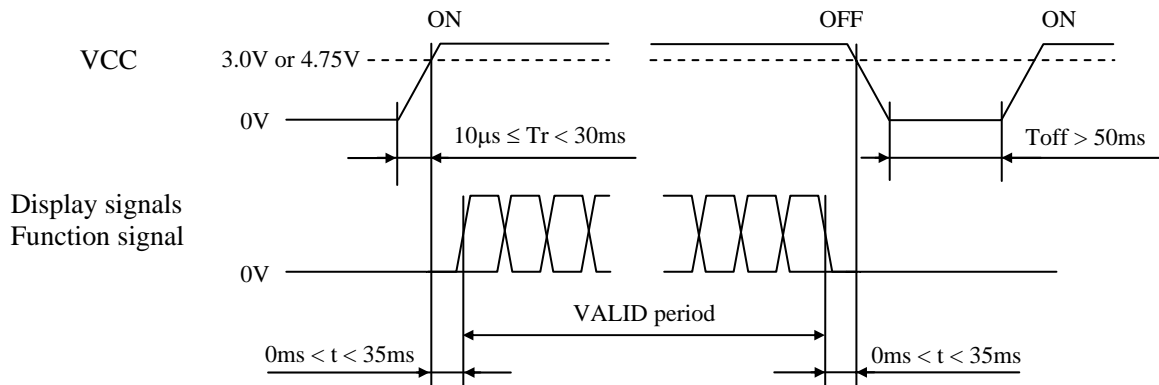 ON OFF ON
VCC
3.0V or 4.75V
0V
10μs ≤ Tr < 30ms
Toff > 50ms
Display signals
Function signal
0V
VALID period
0ms < t < 35ms
0ms < t < 35ms